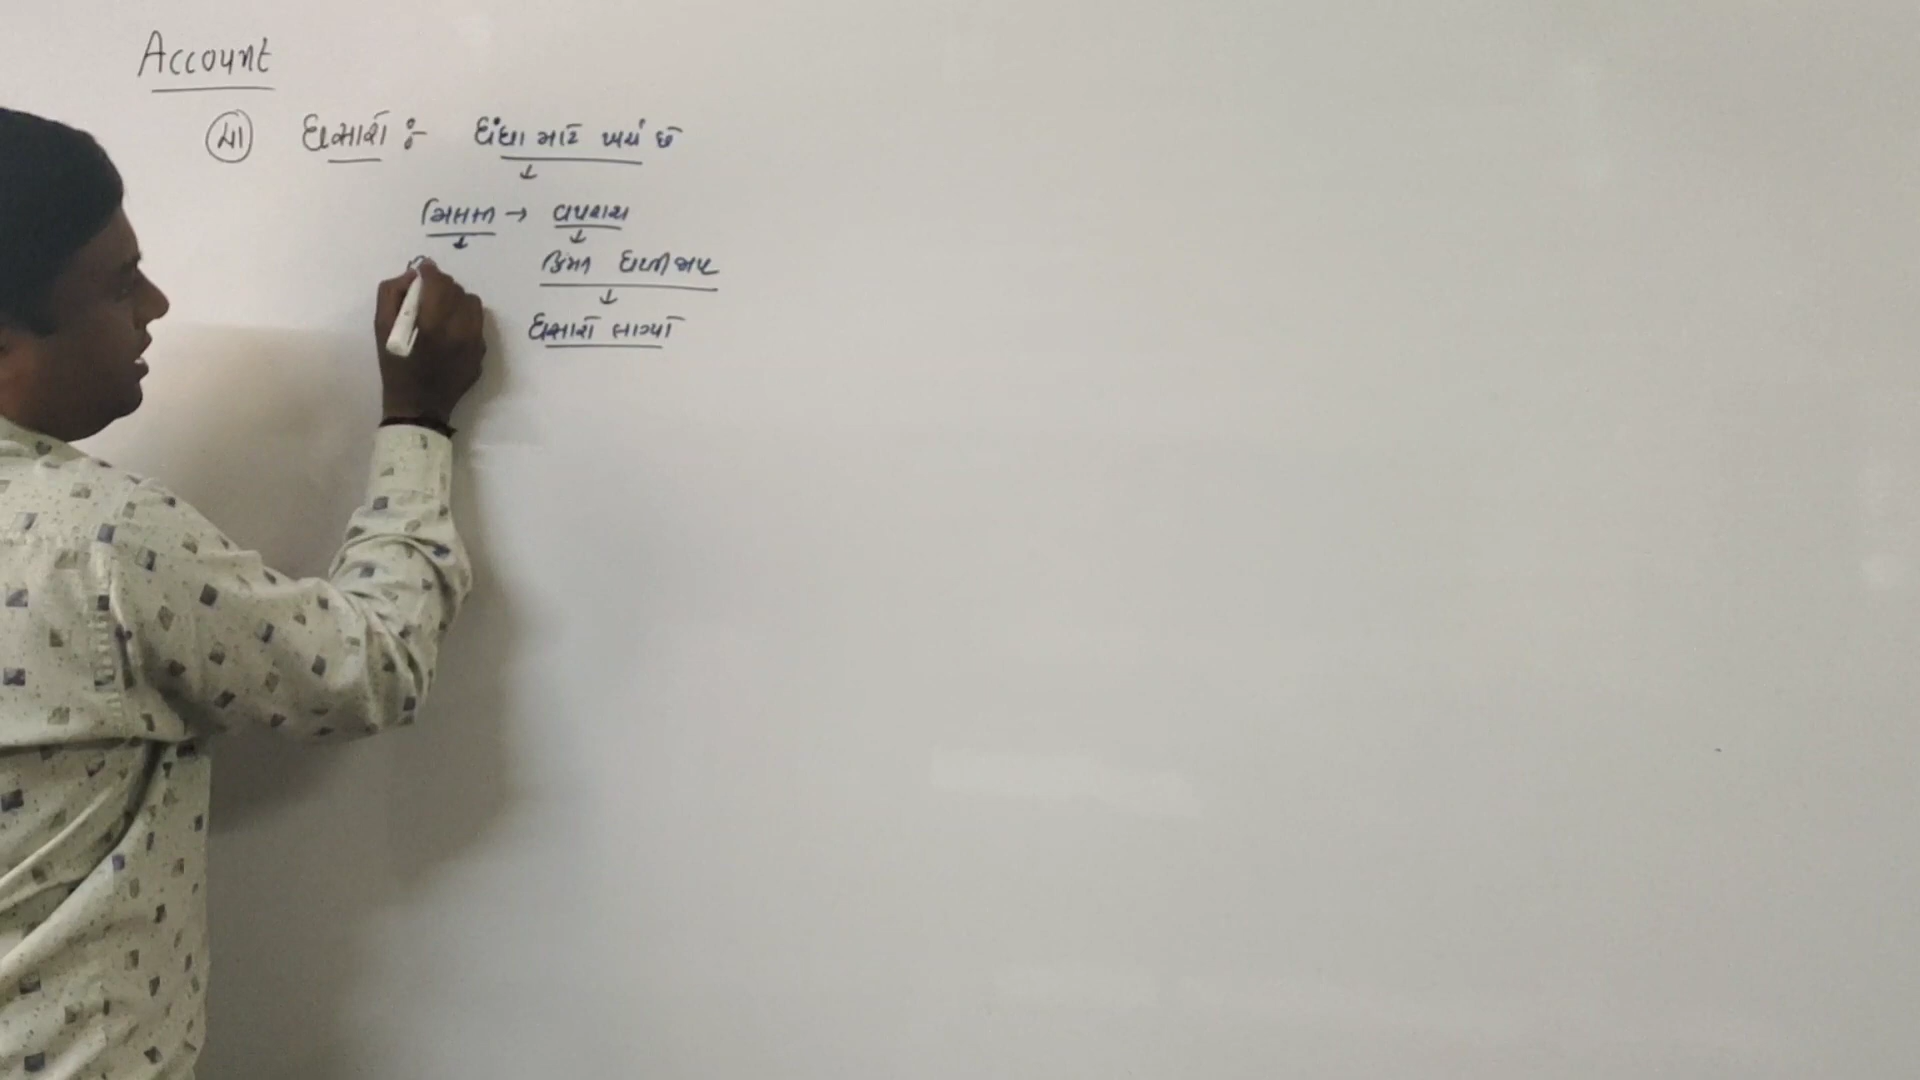 Account
ઘસારો :- ધંધા માટે ખર્ચ છે
મિલકત → વપરાશ
કિંમત ઘટાડો
ઘસારો લાગ્યો